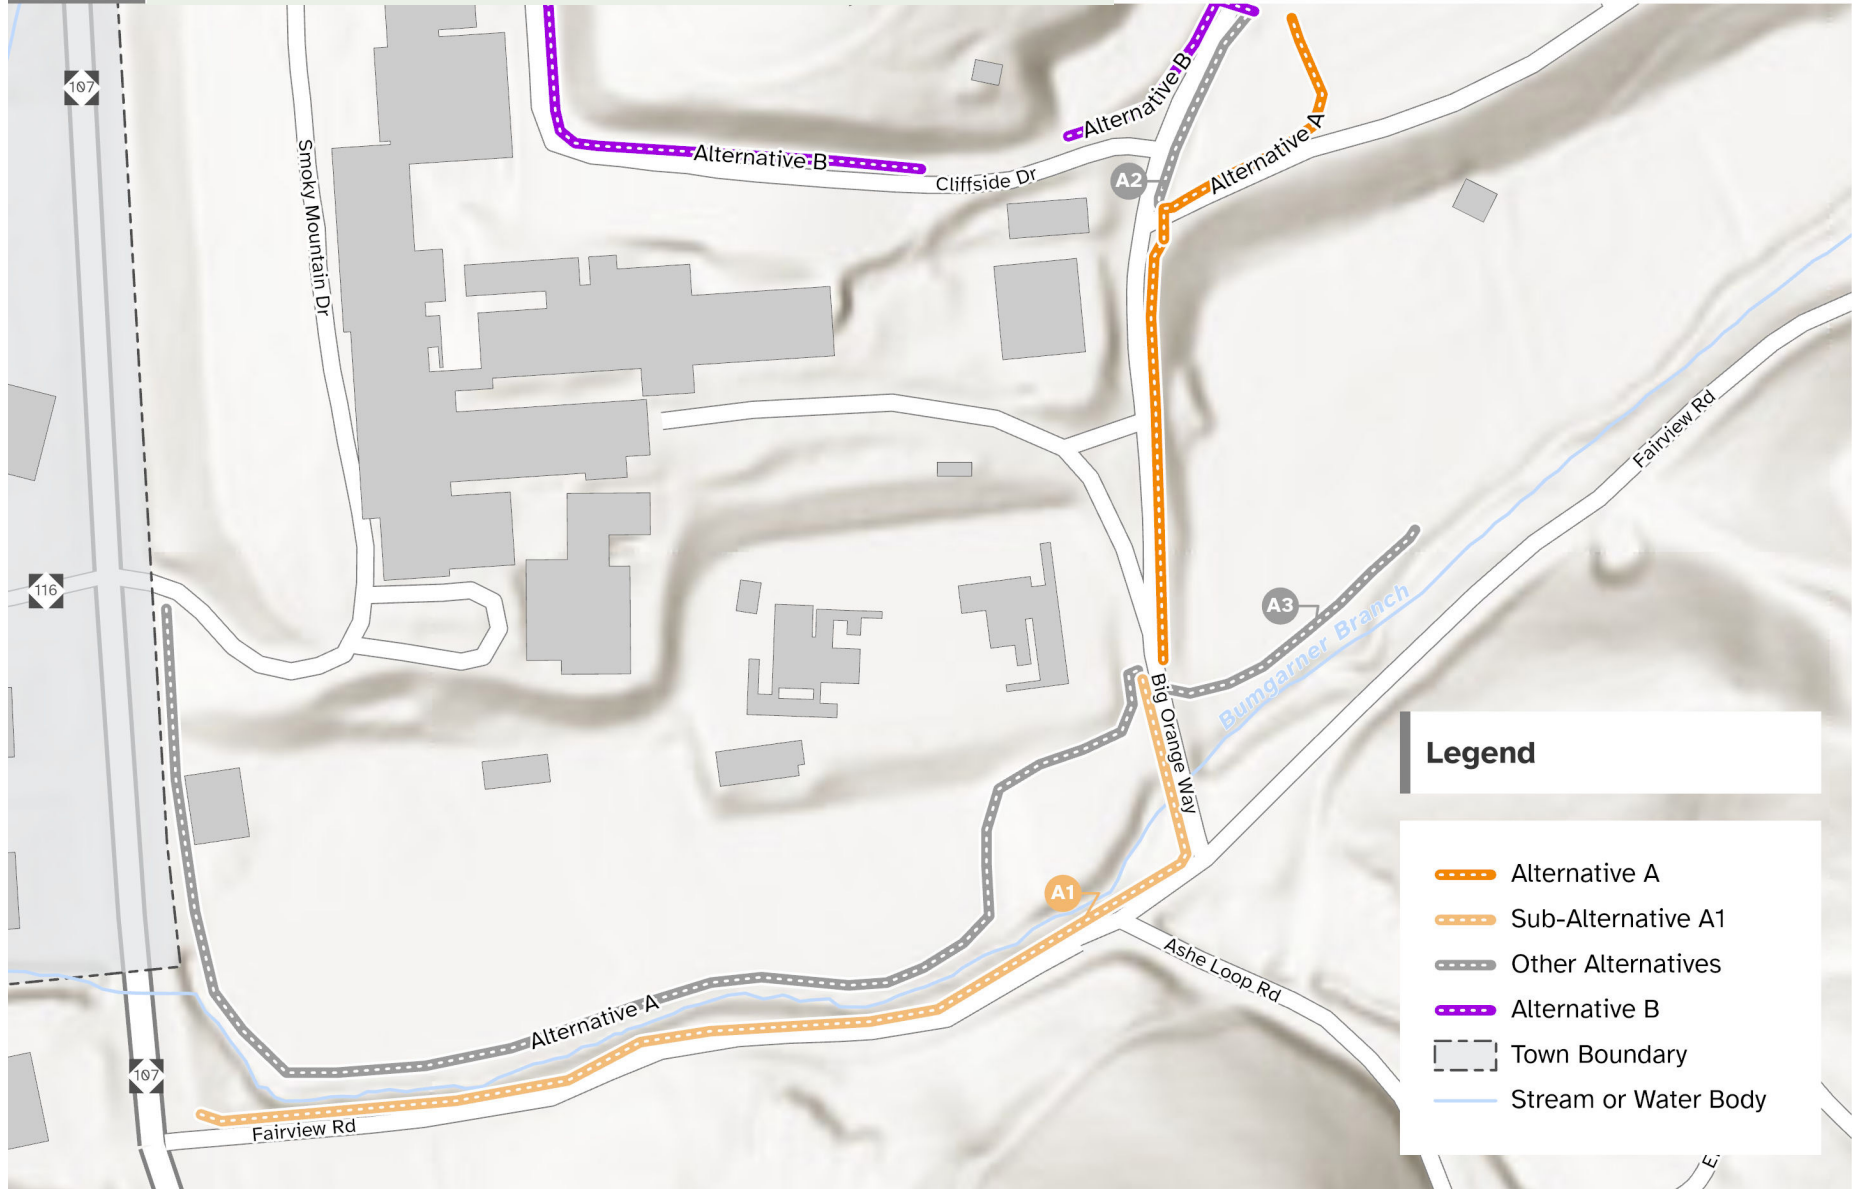 107
Smoky Mountain Dr
Alternative B
Alternative B
Cliffside Dr
A2
Alternative A
Fairview Rd
116
A3
Bumgarner Branch
Big Orange Way
A1
Ashe Loop Rd
Alternative A
107
Fairview Rd
Legend
Alternative A
Sub-Alternative A1
Other Alternatives
Alternative B
Town Boundary
Stream or Water Body